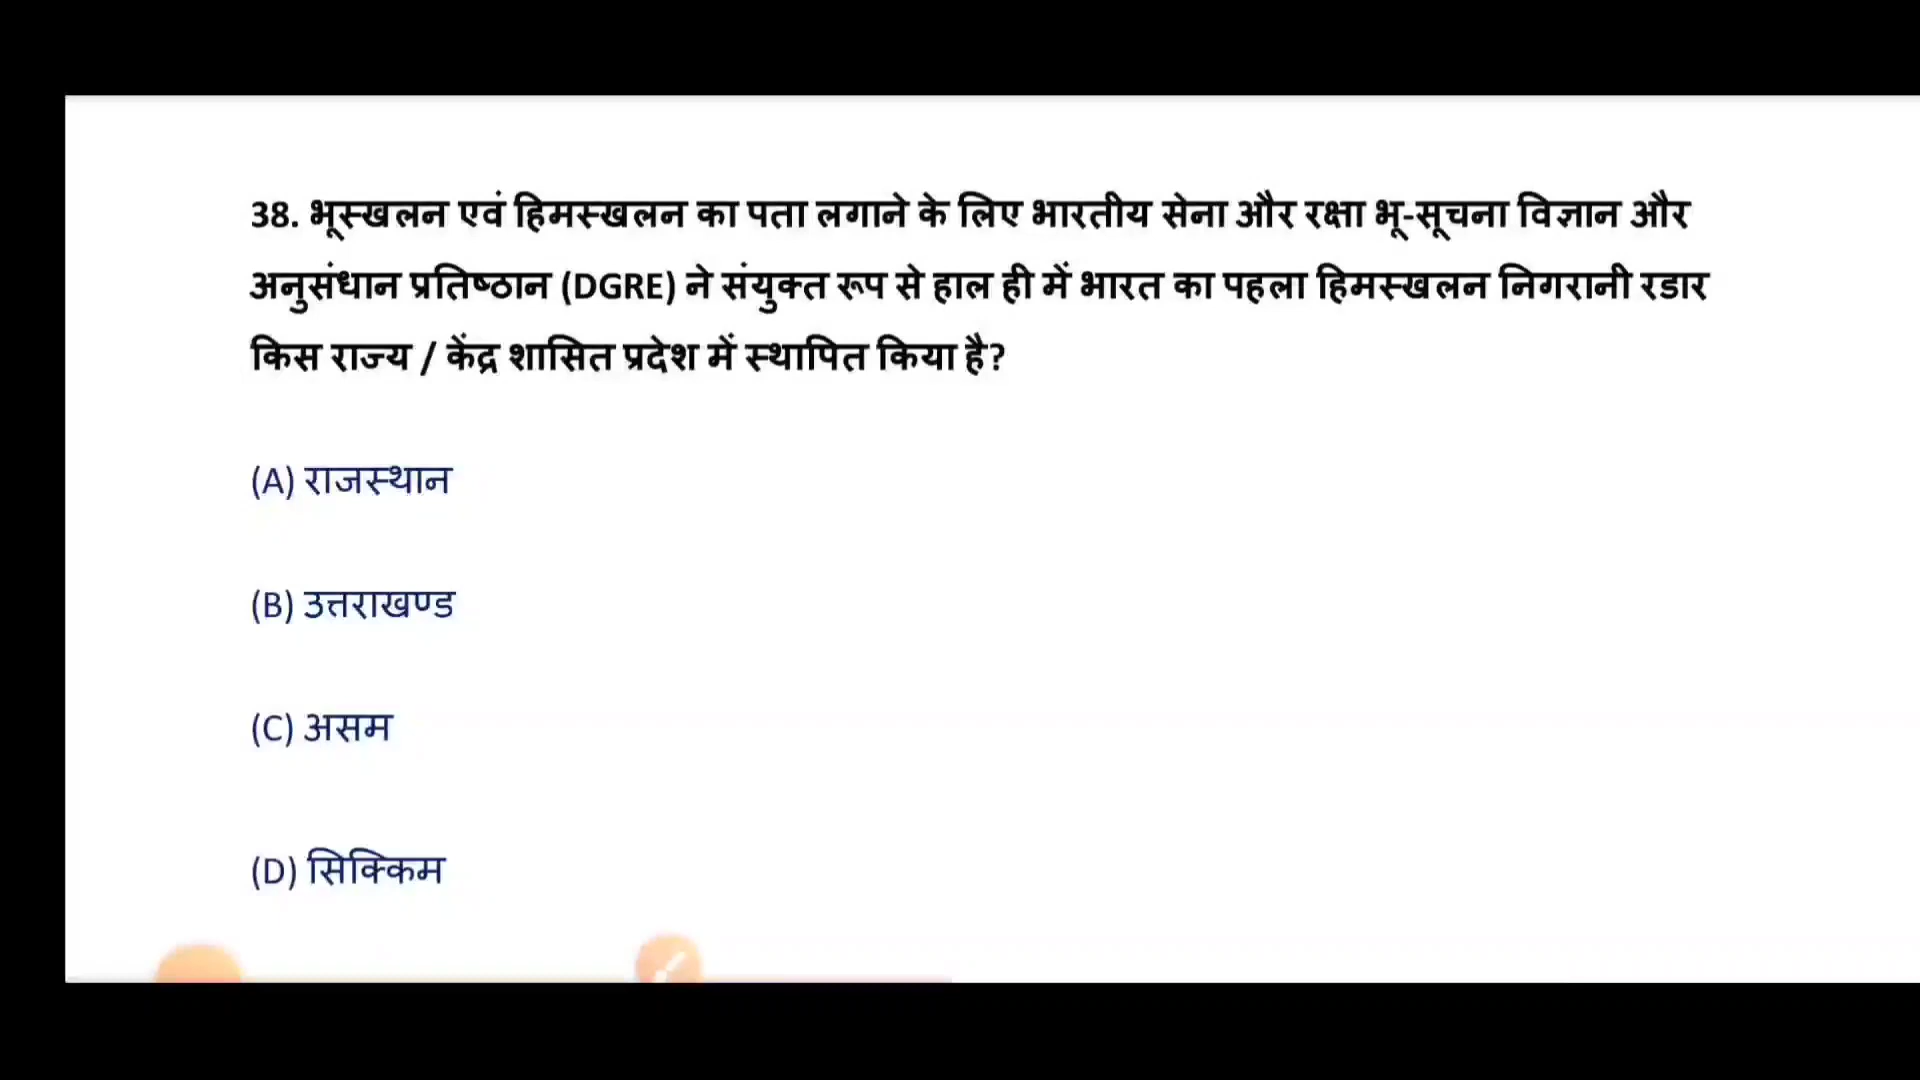 38. भूस्खलन एवं हिमस्खलन का पता लगाने के लिए भारतीय सेना और रक्षा भू-सूचना विज्ञान और
अनुसंधान प्रतिष्ठान (DGRE) ने संयुक्त रूप से हाल ही में भारत का पहला हिमस्खलन निगरानी रडार
किस राज्य / केंद्र शासित प्रदेश में स्थापित किया है?
(A) राजस्थान
(B) उत्तराखण्ड
(C) असम
(D) सिक्किम